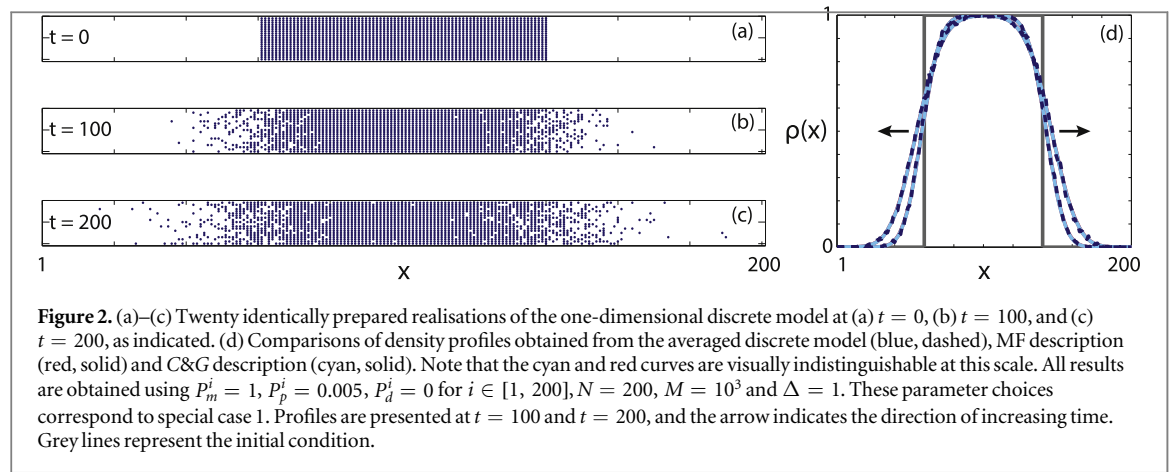 t = 0
(a)
t = 100
(b)
t = 200
(c)
1
x
200
1
(d)
ρ(x)
0
1
x
200
Figure 2. (a)–(c) Twenty identically prepared realisations of the one-dimensional discrete model at (a) t = 0, (b) t = 100, and (c)
t = 200, as indicated. (d) Comparisons of density profiles obtained from the averaged discrete model (blue, dashed), MF description
(red, solid) and C&G description (cyan, solid). Note that the cyan and red curves are visually indistinguishable at this scale. All results
are obtained using P_m^i = 1, P_p^i = 0.005, P_d^i = 0 for i ∈ [1, 200], N = 200, M = 10³ and Δ = 1. These parameter choices
correspond to special case 1. Profiles are presented at t = 100 and t = 200, and the arrow indicates the direction of increasing time.
Grey lines represent the initial condition.